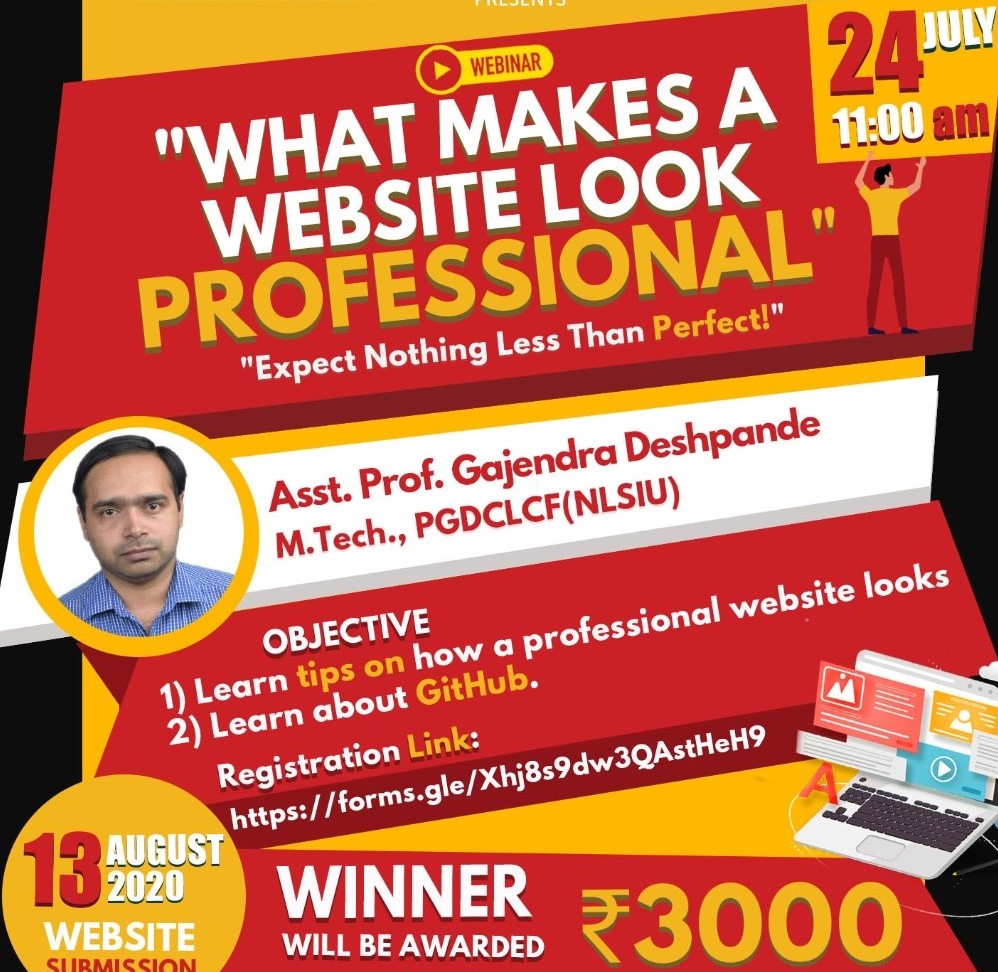 PRESENTS
24 JULY
11:00 am
WEBINAR
"WHAT MAKES A
WEBSITE LOOK
PROFESSIONAL"
"Expect Nothing Less Than Perfect!"
Asst. Prof. Gajendra Deshpande
M.Tech., PGDCLCF(NLSIU)
OBJECTIVE
1) Learn tips on how a professional website looks
2) Learn about GitHub.
Registration Link:
https://forms.gle/Xhj8s9dw3QAstHeH9
A
13 AUGUST
2020
WEBSITE
SUBMISSION
WINNER
WILL BE AWARDED
₹3000